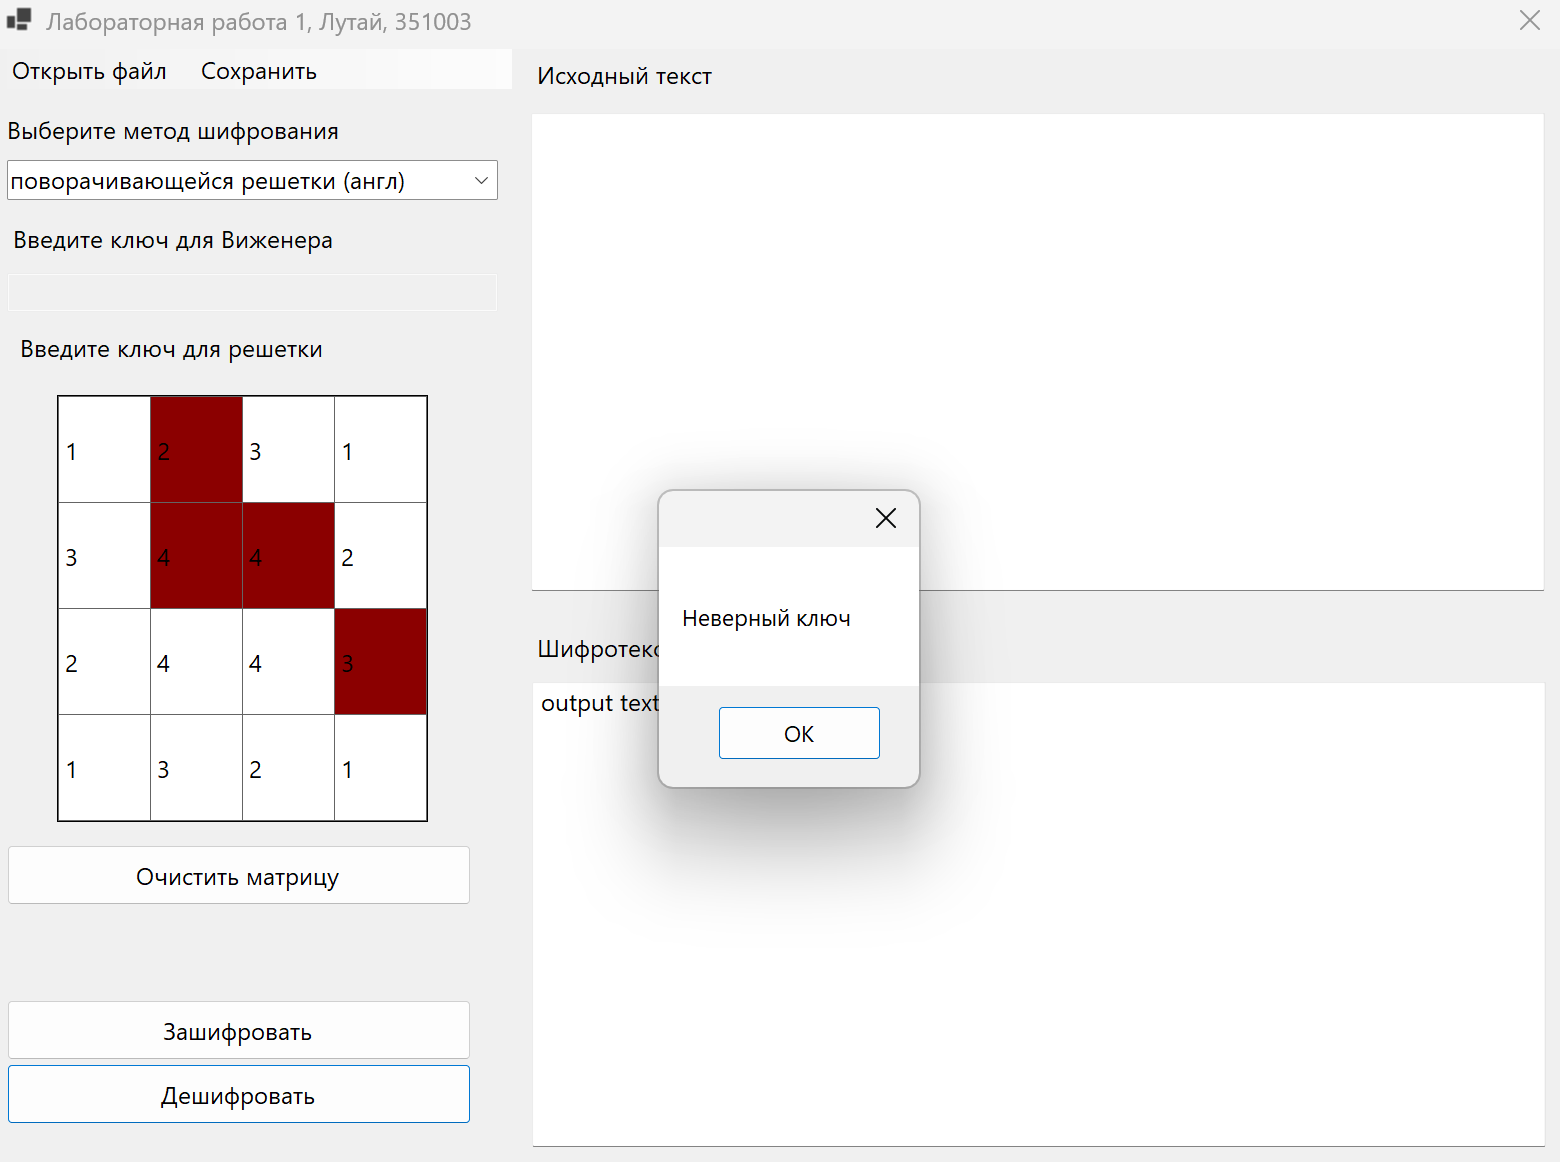 Лабораторная работа 1, Лутай, 351003
Открыть файл Сохранить
Выберите метод шифрования
поворачивающейся решетки (англ)
Введите ключ для Виженера
Введите ключ для решетки
1 2 3 1
3 4 4 2
2 4 4 3
1 3 2 1
Очистить матрицу
Зашифровать
Дешифровать
Исходный текст
Неверный ключ
OK
Шифротекс
output text